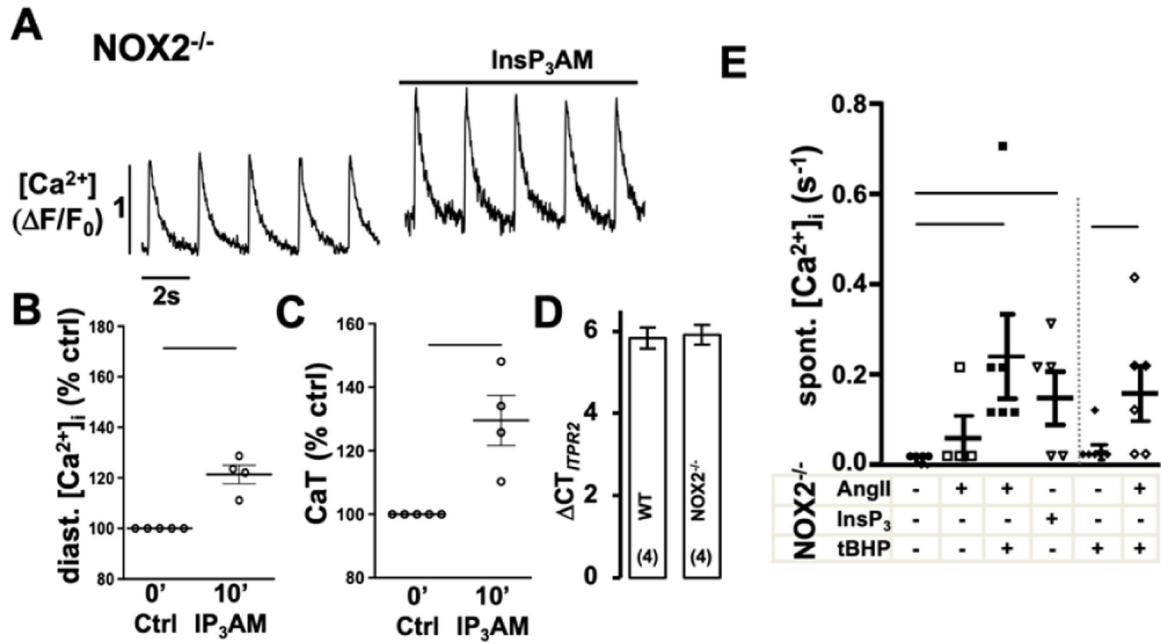 A
NOX2-/-
InsP3AM
[Ca2+]
(ΔF/F0)
1
2s
B
diast. [Ca2+]i (% ctrl)
180
160
140
120
100
80
0’ 10’
Ctrl IP3AM
C
CaT (% ctrl)
160
140
120
100
80
0’ 10’
Ctrl IP3AM
D
ΔCTITPR2
6
4
2
0
WT
(4)
NOX2-/-
(4)
E
spont. [Ca2+]i (s-1)
0.8
0.6
0.4
0.2
0.0
NOX2-/-
AngII - + + - - +
InsP3 - - - + - -
tBHP - - + - + +